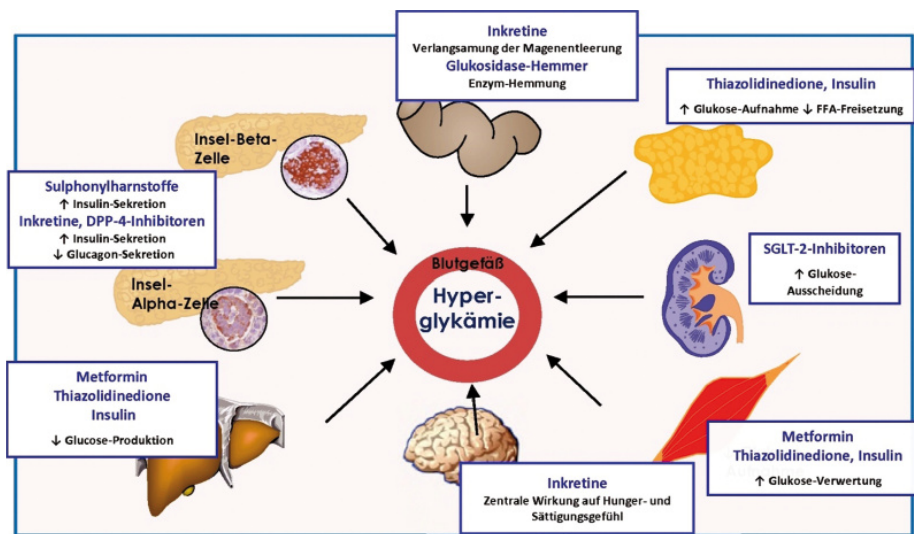 Inkretine
Verlangsamung der Magenentleerung
Glukosidase-Hemmer
Enzym-Hemmung
Thiazolidinedione, Insulin
↑ Glukose-Aufnahme ↓ FFA-Freisetzung
Insel-Beta-
Zelle
Sulphonylharnstoffe
↑ Insulin-Sekretion
Inkretine, DPP-4-Inhibitoren
↑ Insulin-Sekretion
↓ Glucagon-Sekretion
SGLT-2-Inhibitoren
↑ Glukose-
Ausscheidung
Blutgefäß
Hyper-
glykämie
Insel-
Alpha-Zelle
Metformin
Thiazolidinedione
Insulin
↓ Glucose-Produktion
Metformin
Thiazolidinedione, Insulin
↑ Glukose-Verwertung
Inkretine
Zentrale Wirkung auf Hunger- und
Sättigungsgefühl